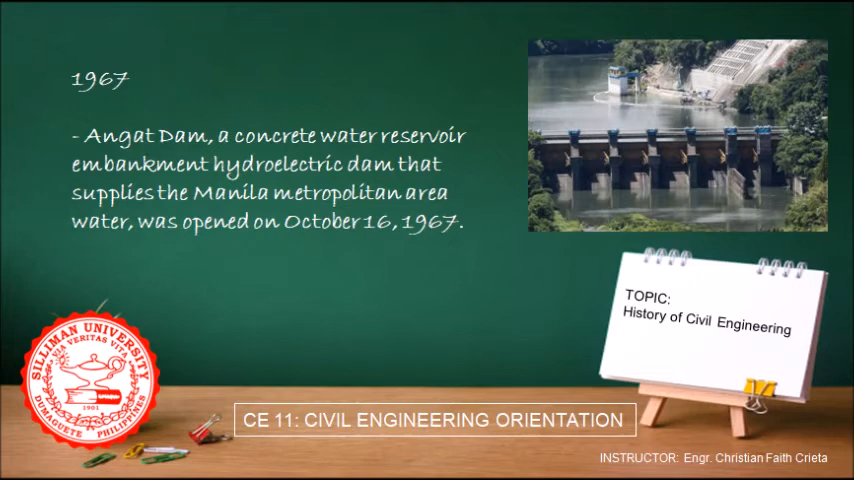 1967
- Angat Dam, a concrete water reservoir
embankment hydroelectric dam that
supplies the Manila metropolitan area
water, was opened on October 16, 1967.
TOPIC:
History of Civil Engineering
SILLIMAN UNIVERSITY
VIA VERITAS VITA
1901
DUMAGUETE PHILIPPINES
CE 11: CIVIL ENGINEERING ORIENTATION
INSTRUCTOR: Engr. Christian Faith Crieta